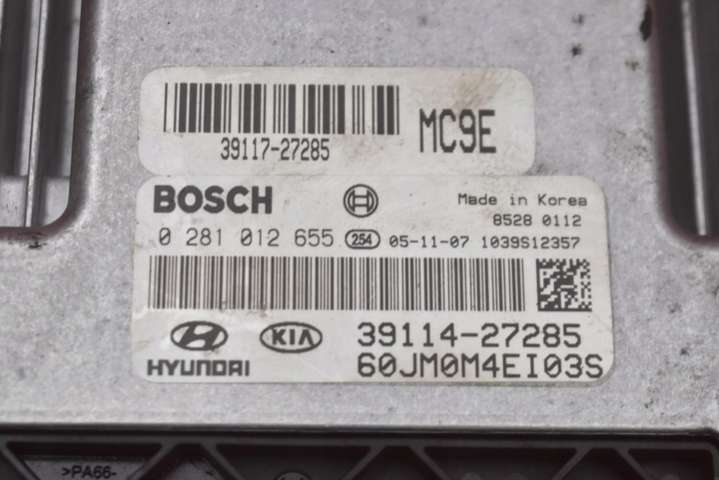 39117-27285
MC9E
BOSCH
Made in Korea
8528 0112
0 281 012 655 254 05-11-07 1039S12357
HYUNDAI
KIA
39114-27285
60JM0M4EI03S
>PA66-